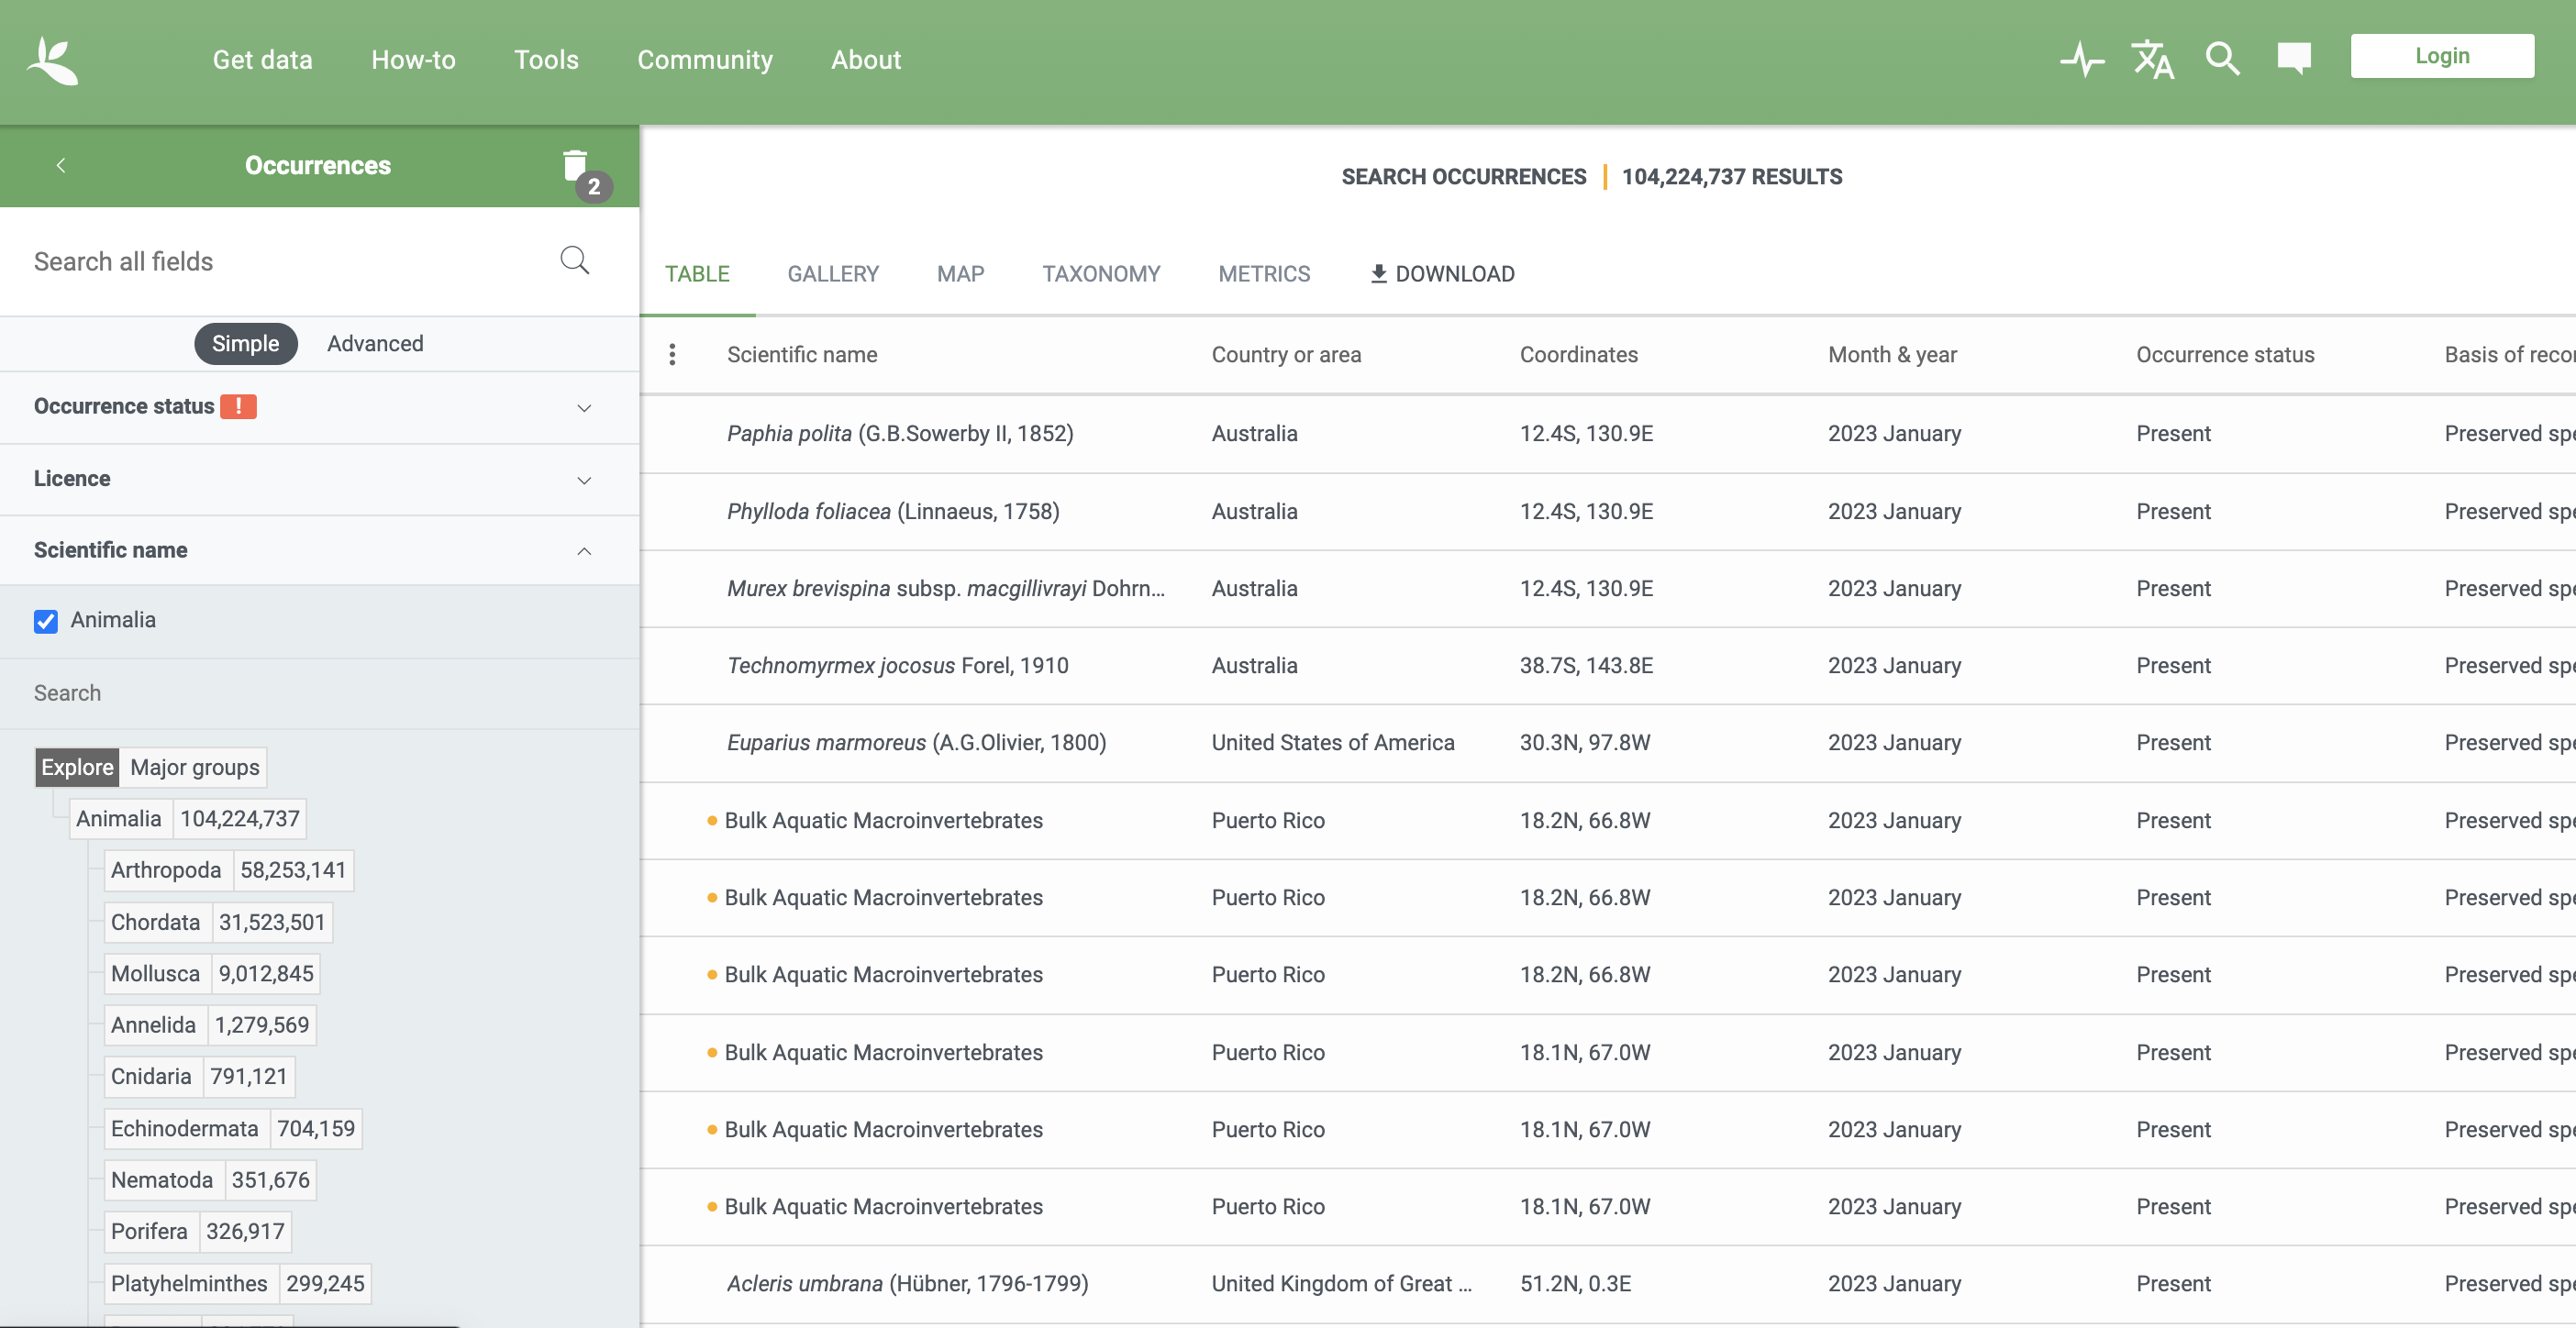 Get data How-to Tools Community About Login
Occurrences
2
Search all fields
Simple Advanced
Occurrence status !
Licence
Scientific name
Animalia
Search
Explore Major groups
Animalia 104,224,737
Arthropoda 58,253,141
Chordata 31,523,501
Mollusca 9,012,845
Annelida 1,279,569
Cnidaria 791,121
Echinodermata 704,159
Nematoda 351,676
Porifera 326,917
Platyhelminthes 299,245
SEARCH OCCURRENCES 104,224,737 RESULTS
TABLE GALLERY MAP TAXONOMY METRICS DOWNLOAD
Scientific name Country or area Coordinates Month & year Occurrence status Basis of recor
Paphia polita (G.B.Sowerby II, 1852) Australia 12.4S, 130.9E 2023 January Present Preserved spe
Phylloda foliacea (Linnaeus, 1758) Australia 12.4S, 130.9E 2023 January Present Preserved spe
Murex brevispina subsp. macgillivrayi Dohrn... Australia 12.4S, 130.9E 2023 January Present Preserved spe
Technomyrmex jocosus Forel, 1910 Australia 38.7S, 143.8E 2023 January Present Preserved spe
Euparius marmoreus (A.G.Olivier, 1800) United States of America 30.3N, 97.8W 2023 January Present Preserved spe
Bulk Aquatic Macroinvertebrates Puerto Rico 18.2N, 66.8W 2023 January Present Preserved spe
Bulk Aquatic Macroinvertebrates Puerto Rico 18.2N, 66.8W 2023 January Present Preserved spe
Bulk Aquatic Macroinvertebrates Puerto Rico 18.2N, 66.8W 2023 January Present Preserved spe
Bulk Aquatic Macroinvertebrates Puerto Rico 18.1N, 67.0W 2023 January Present Preserved spe
Bulk Aquatic Macroinvertebrates Puerto Rico 18.1N, 67.0W 2023 January Present Preserved spe
Bulk Aquatic Macroinvertebrates Puerto Rico 18.1N, 67.0W 2023 January Present Preserved spe
Acleris umbrana (Hübner, 1796-1799) United Kingdom of Great ... 51.2N, 0.3E 2023 January Present Preserved spe